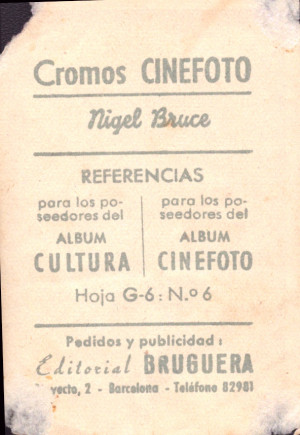 Cromos CINEFOTO
Nigel Bruce
REFERENCIAS
para los po-
seedores del
ALBUM
CULTURA
para los po-
seedores del
ALBUM
CINEFOTO
Hoja G-6: N.º 6
Pedidos y publicidad:
Editorial BRUGUERA
yecto, 2 - Barcelona - Teléfono 82981